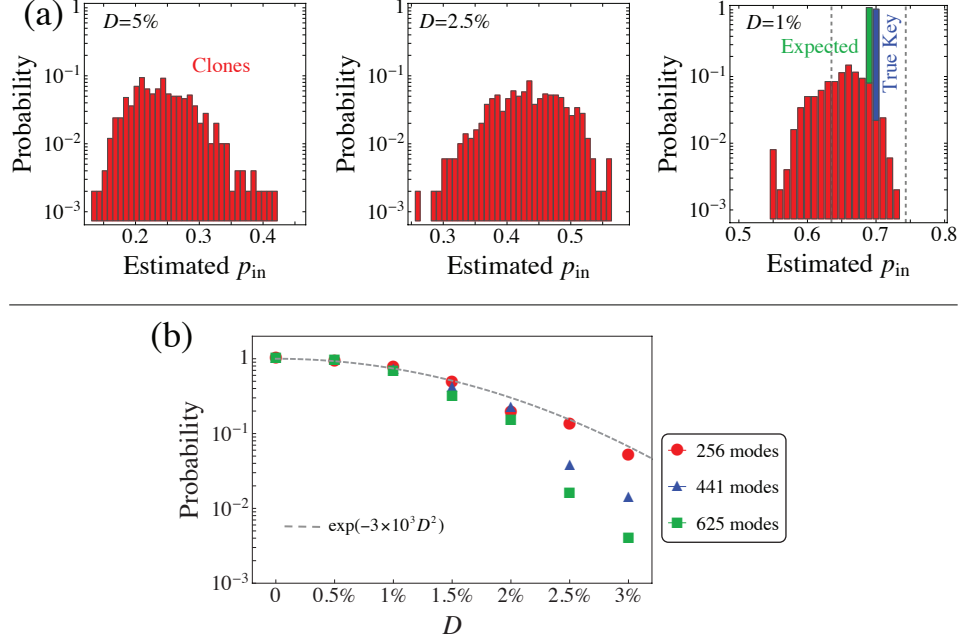 (a)
D=5%
Clones
1
10⁻¹
10⁻²
10⁻³
Probability
0.2 0.3 0.4
Estimated p_in
D=2.5%
1
10⁻¹
10⁻²
10⁻³
Probability
0.3 0.4 0.5
Estimated p_in
D=1%
Expected
True Key
1
10⁻¹
10⁻²
10⁻³
Probability
0.5 0.6 0.7 0.8
Estimated p_in
(b)
1
10⁻¹
10⁻²
10⁻³
Probability
exp(−3×10³D²)
0 0.5% 1% 1.5% 2% 2.5% 3%
D
256 modes
441 modes
625 modes